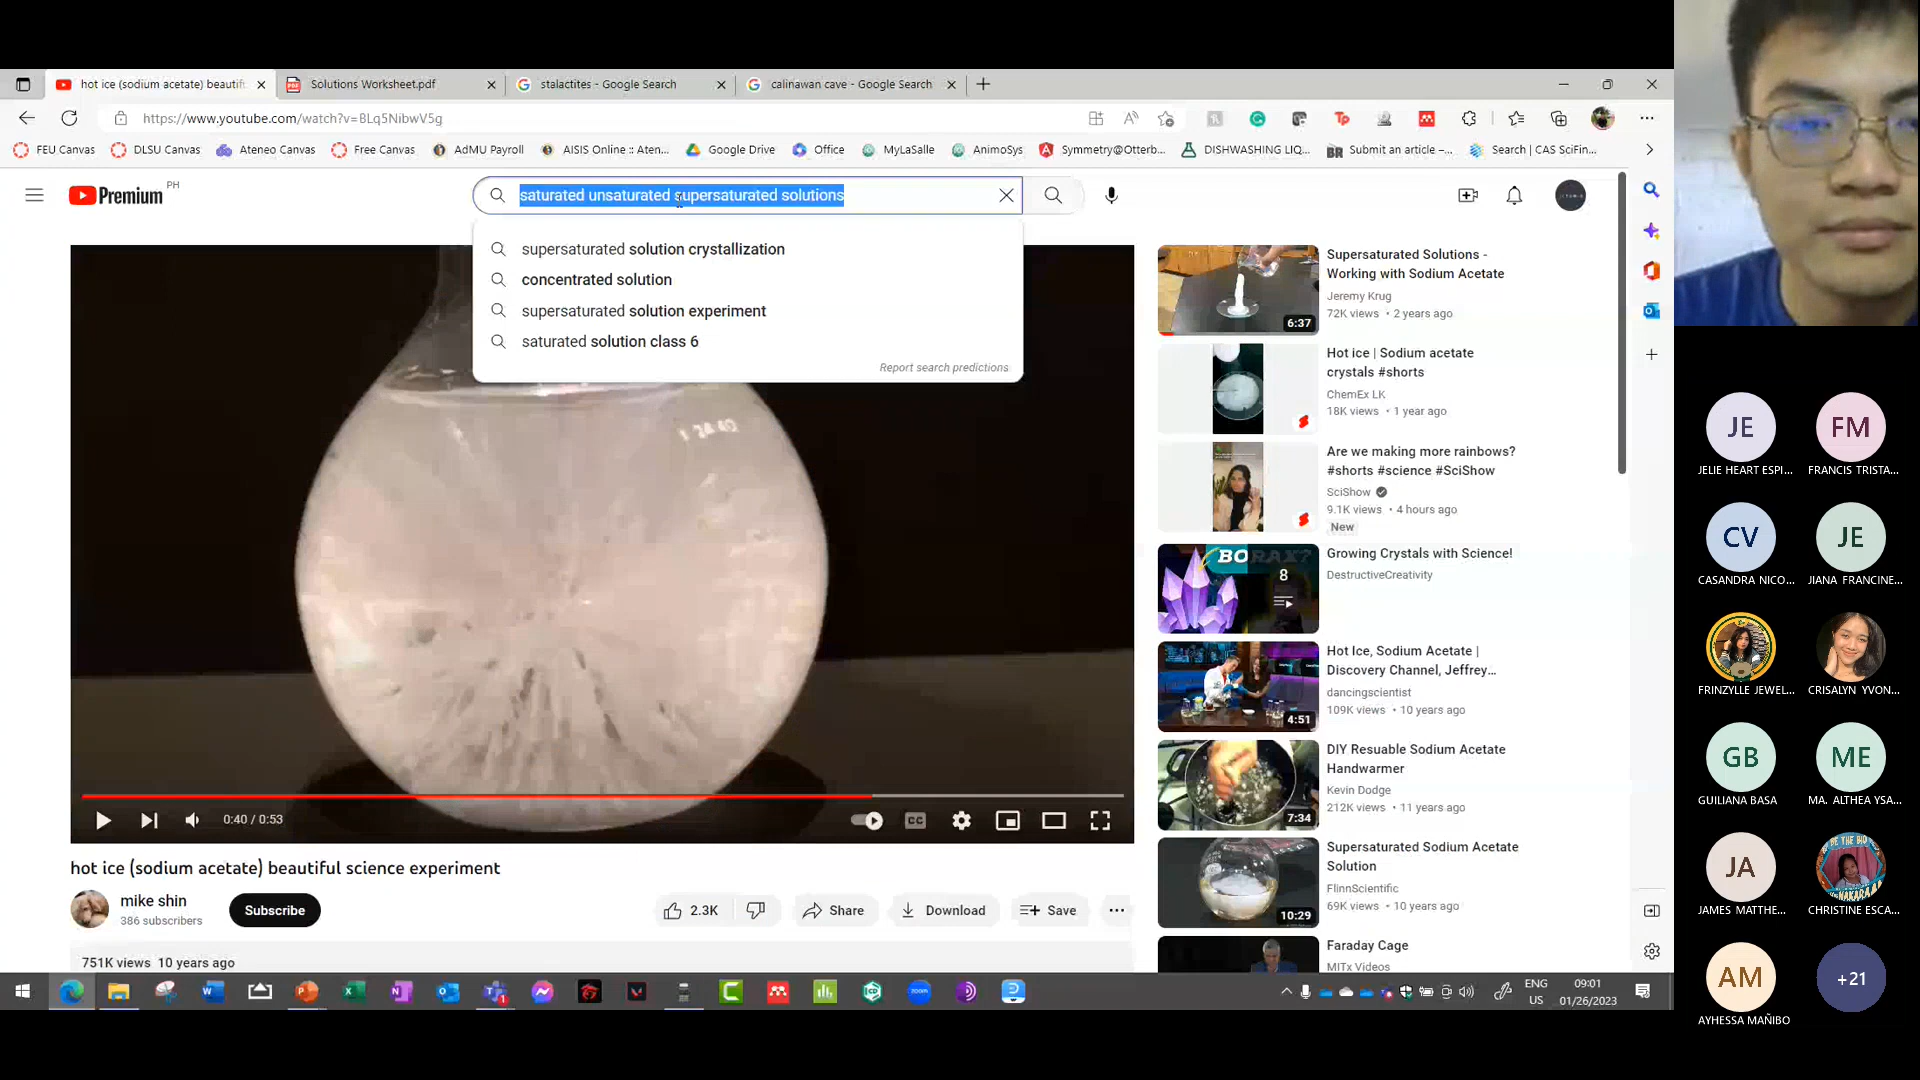 hot ice (sodium acetate) beautif
Solutions Worksheet.pdf
stalactites - Google Search
calinawan cave - Google Search
https://www.youtube.com/watch?v=BLq5NibwV5g
FEU Canvas
DLSU Canvas
Ateneo Canvas
Free Canvas
AdMU Payroll
AISIS Online :: Aten...
Google Drive
Office
MyLaSalle
AnimoSys
Symmetry@Otterb...
DISHWASHING LIQ...
Submit an article –...
Search | CAS SciFin...
Premium
PH
saturated unsaturated supersaturated solutions
supersaturated solution crystallization
concentrated solution
supersaturated solution experiment
saturated solution class 6
Report search predictions
0:40 / 0:53
CC
hot ice (sodium acetate) beautiful science experiment
mike shin
386 subscribers
Subscribe
2.3K
Share
Download
Save
751K views 10 years ago
Supersaturated Solutions -
Working with Sodium Acetate
Jeremy Krug
72K views • 2 years ago
6:37
Hot ice | Sodium acetate
crystals #shorts
ChemEx LK
18K views • 1 year ago
Are we making more rainbows?
#shorts #science #SciShow
SciShow
9.1K views • 4 hours ago
New
BORAX?
8
Growing Crystals with Science!
DestructiveCreativity
Hot Ice, Sodium Acetate |
Discovery Channel, Jeffrey...
dancingscientist
109K views • 10 years ago
4:51
DIY Resuable Sodium Acetate
Handwarmer
Kevin Dodge
212K views • 11 years ago
7:34
Supersaturated Sodium Acetate
Solution
FlinnScientific
69K views • 10 years ago
10:29
Faraday Cage
MITx Videos
ENG
US
09:01
01/26/2023
JE
JELIE HEART ESPI...
FM
FRANCIS TRISTA...
CV
CASANDRA NICO...
JE
JIANA FRANCINE...
FRINZYLLE JEWEL...
CRISALYN YVON...
GB
GUILIANA BASA
ME
MA. ALTHEA YSA...
JA
JAMES MATTHE...
CHRISTINE ESCA...
AM
AYHESSA MAÑIBO
+21